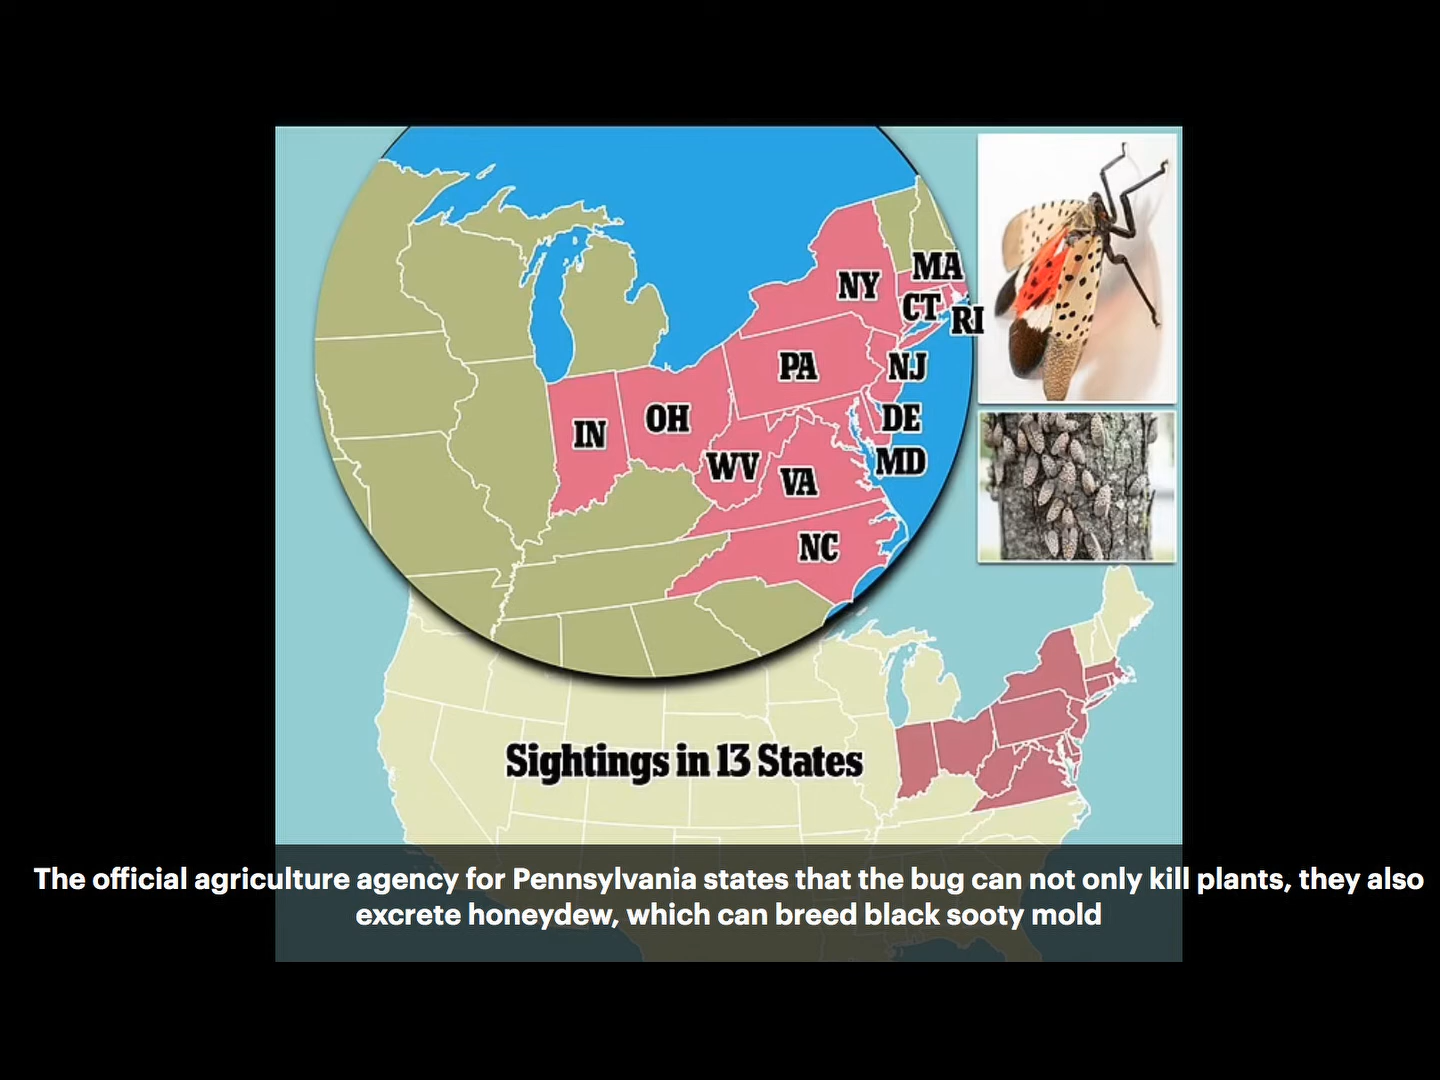 MA
NY
CT
RI
PA
NJ
IN
OH
DE
WV
VA
MD
NC
Sightings in 13 States
The official agriculture agency for Pennsylvania states that the bug can not only kill plants, they also
excrete honeydew, which can breed black sooty mold